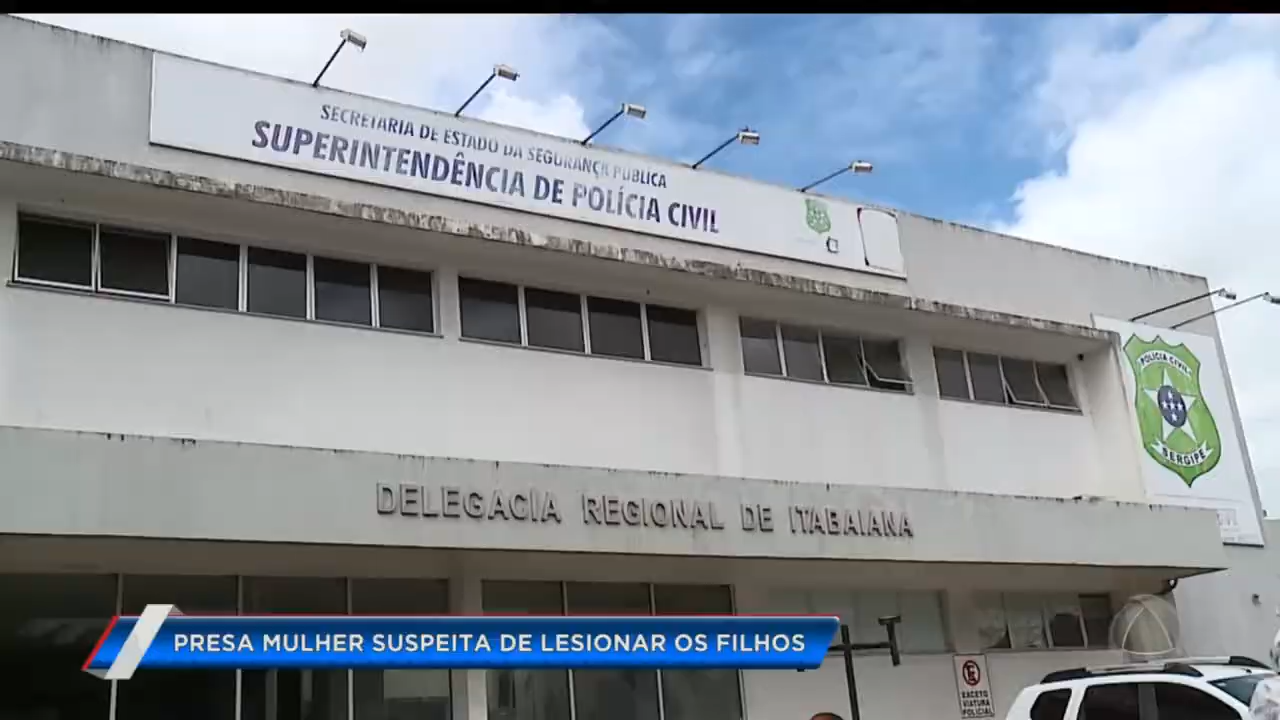 SECRETARIA DE ESTADO DA SEGURANÇA PÚBLICA
SUPERINTENDÊNCIA DE POLÍCIA CIVIL
POLICIA CIVIL
SERGIPE
DELEGACIA REGIONAL DE ITABAIANA
PRESA MULHER SUSPEITA DE LESIONAR OS FILHOS
E
EXCETO
VIATURA
POLICIAL